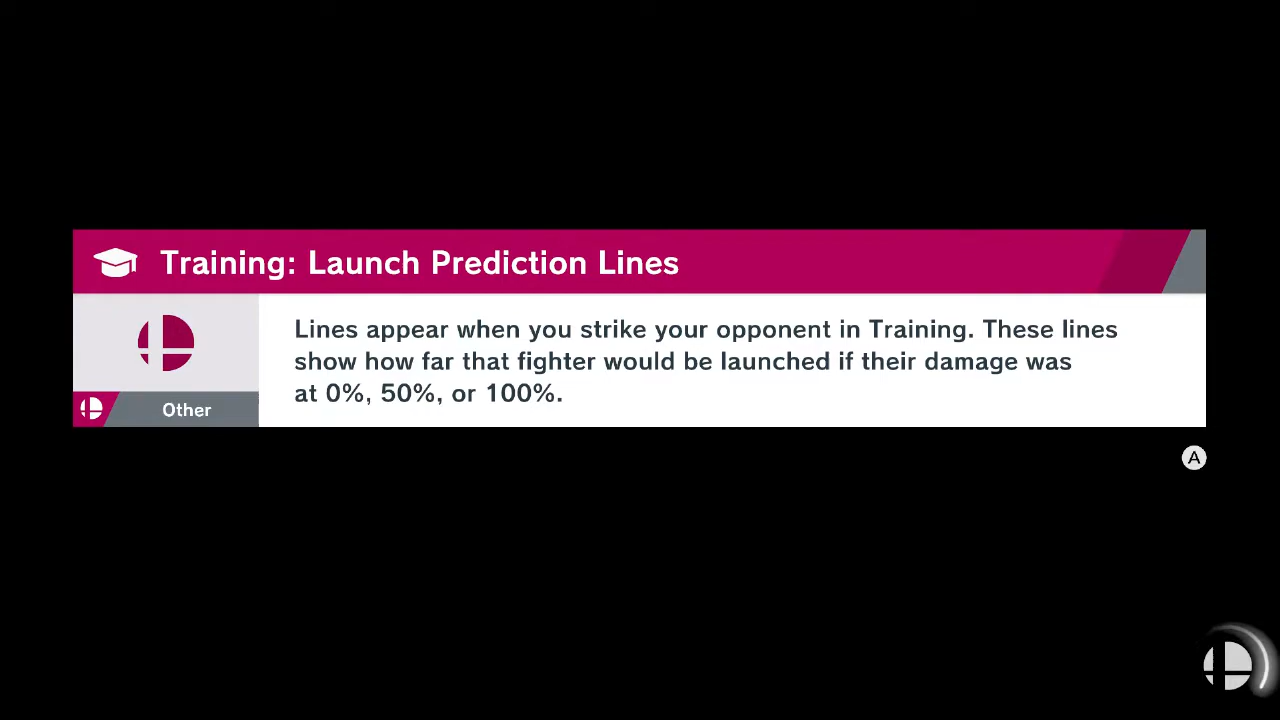 Training: Launch Prediction Lines
Lines appear when you strike your opponent in Training. These lines
show how far that fighter would be launched if their damage was
at 0%, 50%, or 100%.
Other
A